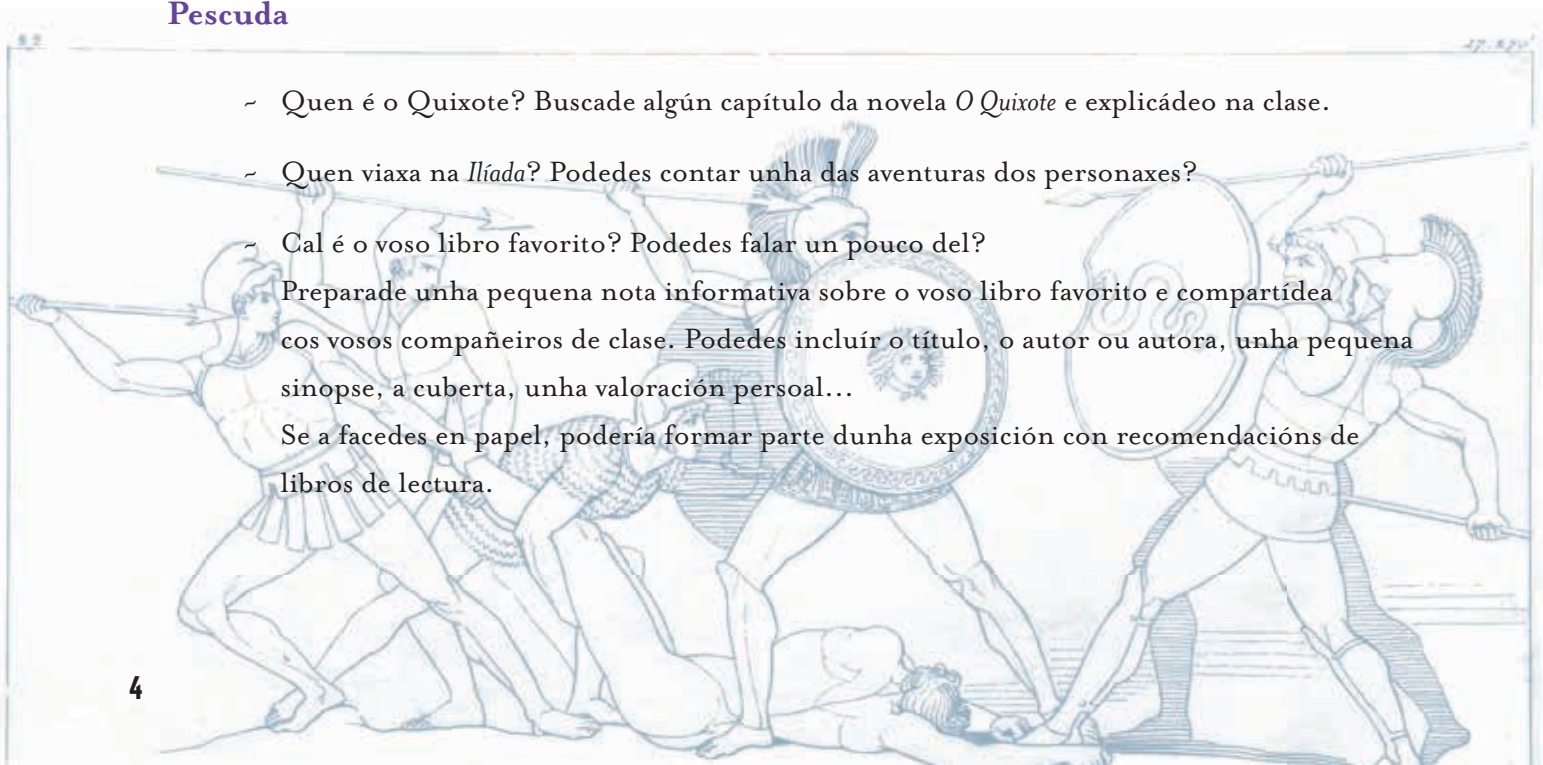 Pescuda
~ Quen é o Quixote? Buscade algún capítulo da novela O Quixote e explicádeo na clase.
~ Quen viaxa na Ilíada? Podedes contar unha das aventuras dos personaxes?
~ Cal é o voso libro favorito? Podedes falar un pouco del?
Preparade unha pequena nota informativa sobre o voso libro favorito e compartídea
cos vosos compañeiros de clase. Podedes incluír o título, o autor ou autora, unha pequena
sinopse, a cuberta, unha valoración persoal...
Se a facedes en papel, podería formar parte dunha exposición con recomendacións de
libros de lectura.
4